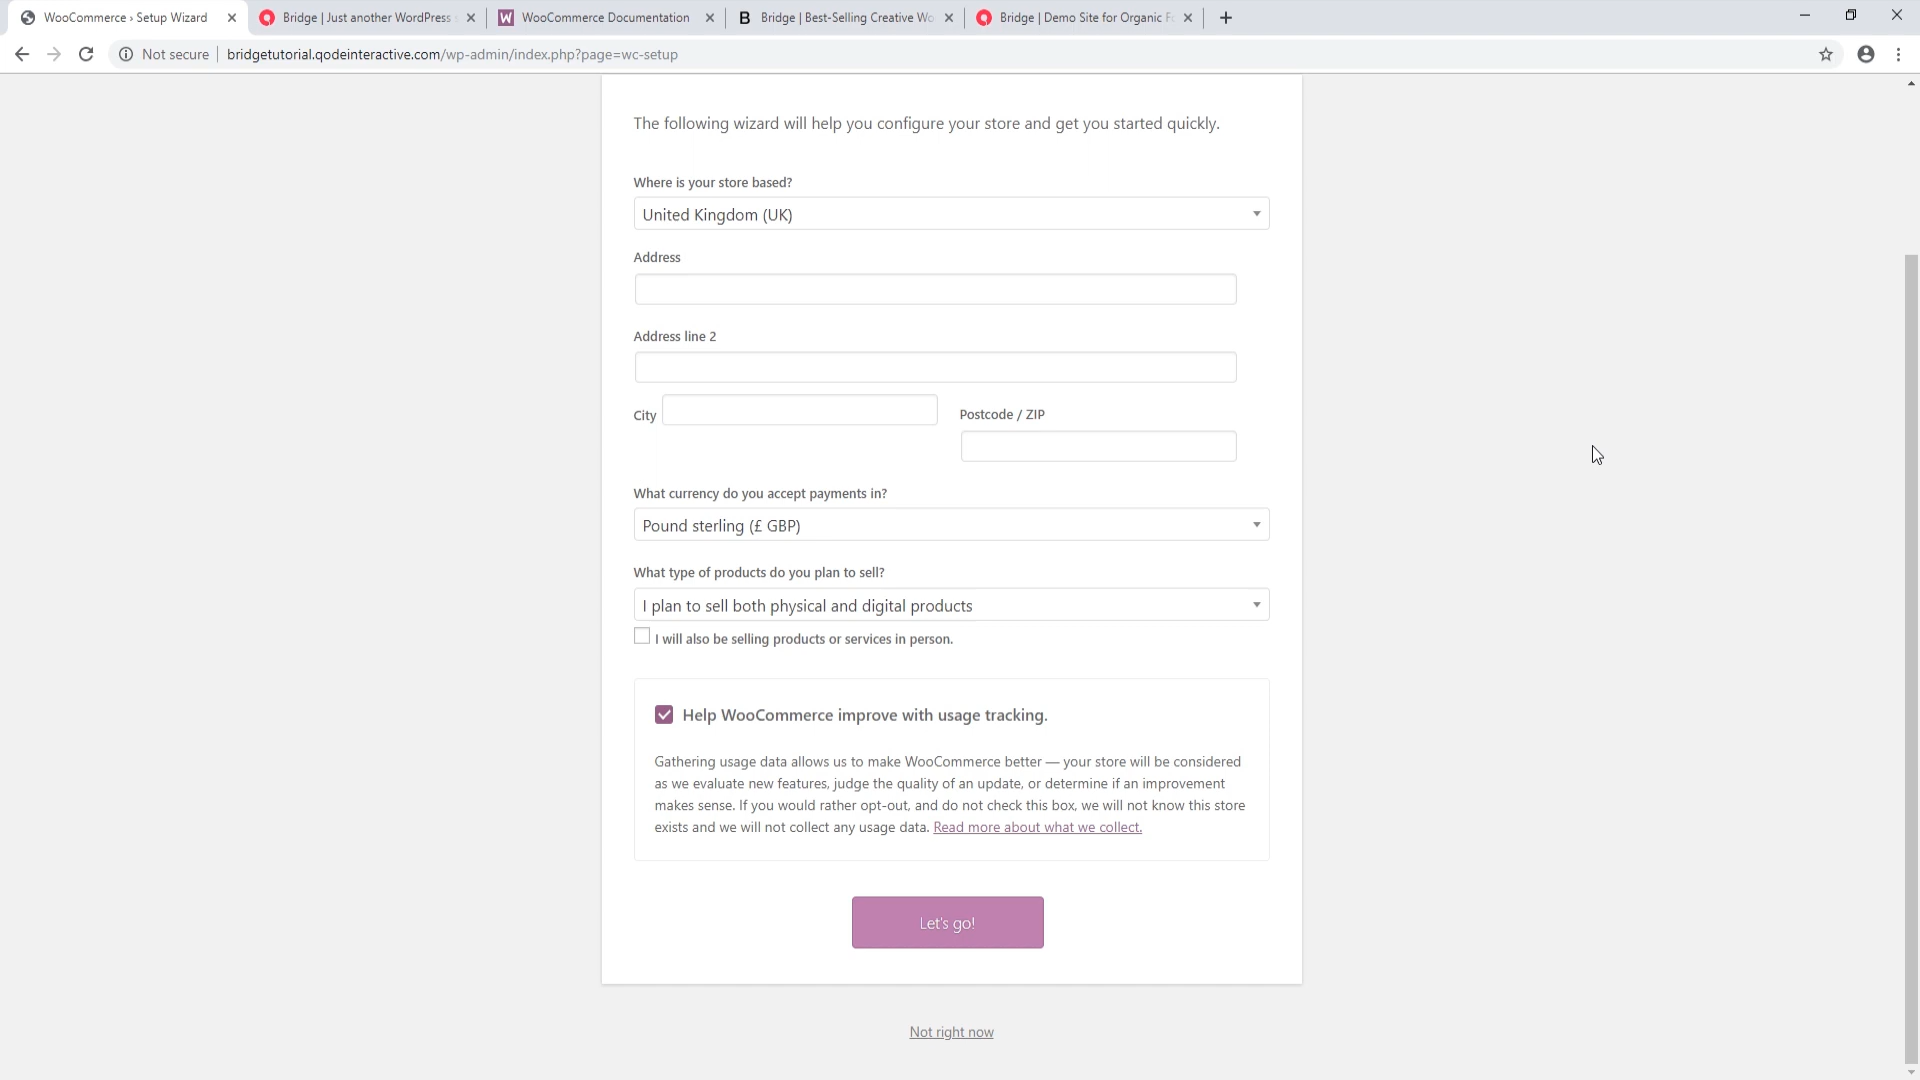 WooCommerce › Setup Wizard
Bridge | Just another WordPress
WooCommerce Documentation
Bridge | Best-Selling Creative Wo
Bridge | Demo Site for Organic F
Not secure
bridgetutorial.qodeinteractive.com/wp-admin/index.php?page=wc-setup
The following wizard will help you configure your store and get you started quickly.
Where is your store based?
United Kingdom (UK)
Address
Address line 2
City
Postcode / ZIP
What currency do you accept payments in?
Pound sterling (£ GBP)
What type of products do you plan to sell?
I plan to sell both physical and digital products
I will also be selling products or services in person.
Help WooCommerce improve with usage tracking.
Gathering usage data allows us to make WooCommerce better — your store will be considered
as we evaluate new features, judge the quality of an update, or determine if an improvement
makes sense. If you would rather opt-out, and do not check this box, we will not know this store
exists and we will not collect any usage data. Read more about what we collect.
Let's go!
Not right now